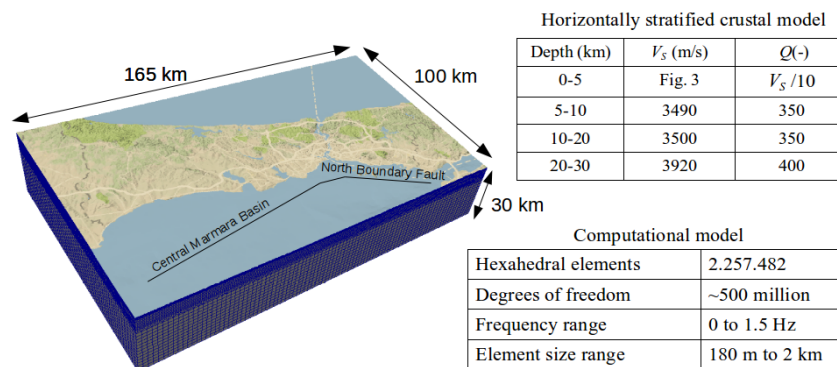 165 km
100 km
30 km
North Boundary Fault
Central Marmara Basin
Horizontally stratified crustal model
Depth (km) VS (m/s) Q(-)
0-5 Fig. 3 VS /10
5-10 3490 350
10-20 3500 350
20-30 3920 400
Computational model
Hexahedral elements 2.257.482
Degrees of freedom ~500 million
Frequency range 0 to 1.5 Hz
Element size range 180 m to 2 km